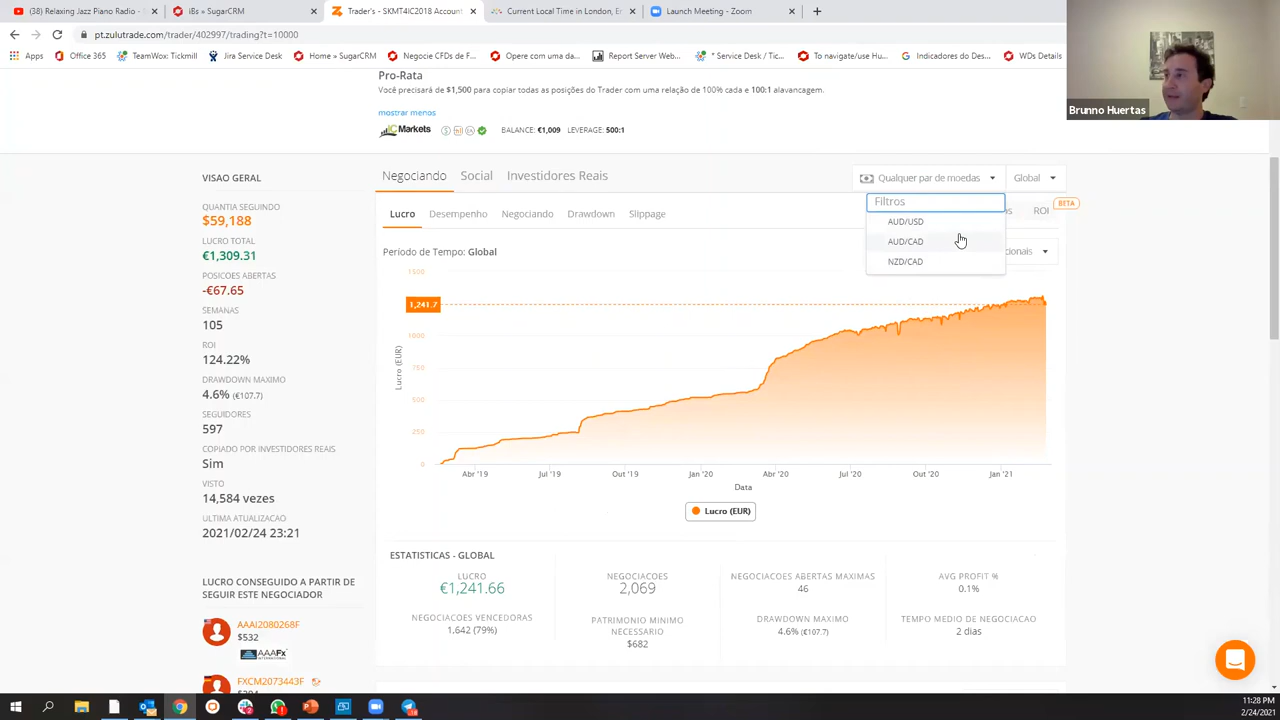 (38) Relaxing Jazz Piano Radio -
iBs » SugarCRM
Trader's - SKMT4IC2018 Account
Current Local Time in London, En
Launch Meeting - Zoom
pt.zulutrade.com/trader/402997/trading?t=10000
Apps
Office 365
TeamWox: Tickmill
Jira Service Desk
Home » SugarCRM
Negocie CFDs de F...
Opere com uma da...
Report Server Web...
* Service Desk / Tic...
To navigate/use Hu...
Indicadores do Des...
WDs Details
Brunno Huertas
Pro-Rata
Você precisará de $1,500 para copiar todas as posições do Trader com uma relação de 100% cada e 100:1 alavancagem.
mostrar menos
IC Markets
BALANCE: €1,009
LEVERAGE: 500:1
VISAO GERAL
QUANTIA SEGUINDO
$59,188
LUCRO TOTAL
€1,309.31
POSICOES ABERTAS
-€67.65
SEMANAS
105
ROI
124.22%
DRAWDOWN MAXIMO
4.6% (€107.7)
SEGUIDORES
597
COPIADO POR INVESTIDORES REAIS
Sim
VISTO
14,584 vezes
ULTIMA ATUALIZACAO
2021/02/24 23:21
LUCRO CONSEGUIDO A PARTIR DE
SEGUIR ESTE NEGOCIADOR
AAAI2080268F
$532
AAAFx
INTERNATIONAL
FXCM2073443F
Negociando
Social
Investidores Reais
Qualquer par de moedas
Global
Filtros
AUD/USD
AUD/CAD
NZD/CAD
ROI
BETA
Lucro
Desempenho
Negociando
Drawdown
Slippage
Período de Tempo: Global
1500
1,241.7
1000
750
500
250
0
Lucro (EUR)
Abr '19
Jul '19
Out '19
Jan '20
Abr '20
Jul '20
Out '20
Jan '21
Data
Lucro (EUR)
ESTATISTICAS - GLOBAL
LUCRO
€1,241.66
NEGOCIACOES
2,069
NEGOCIACOES ABERTAS MAXIMAS
46
AVG PROFIT %
0.1%
NEGOCIACOES VENCEDORAS
1.642 (79%)
PATRIMONIO MINIMO
NECESSARIO
$682
DRAWDOWN MAXIMO
4.6% (€107.7)
TEMPO MEDIO DE NEGOCIACAO
2 dias
11:28 PM
2/24/2021